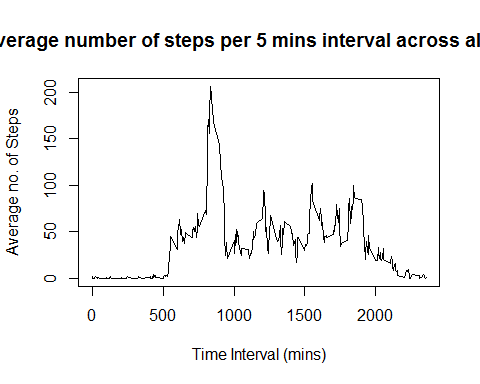 verage number of steps per 5 mins interval across al
Average no. of Steps
200
150
100
50
0
0 500 1000 1500 2000
Time Interval (mins)